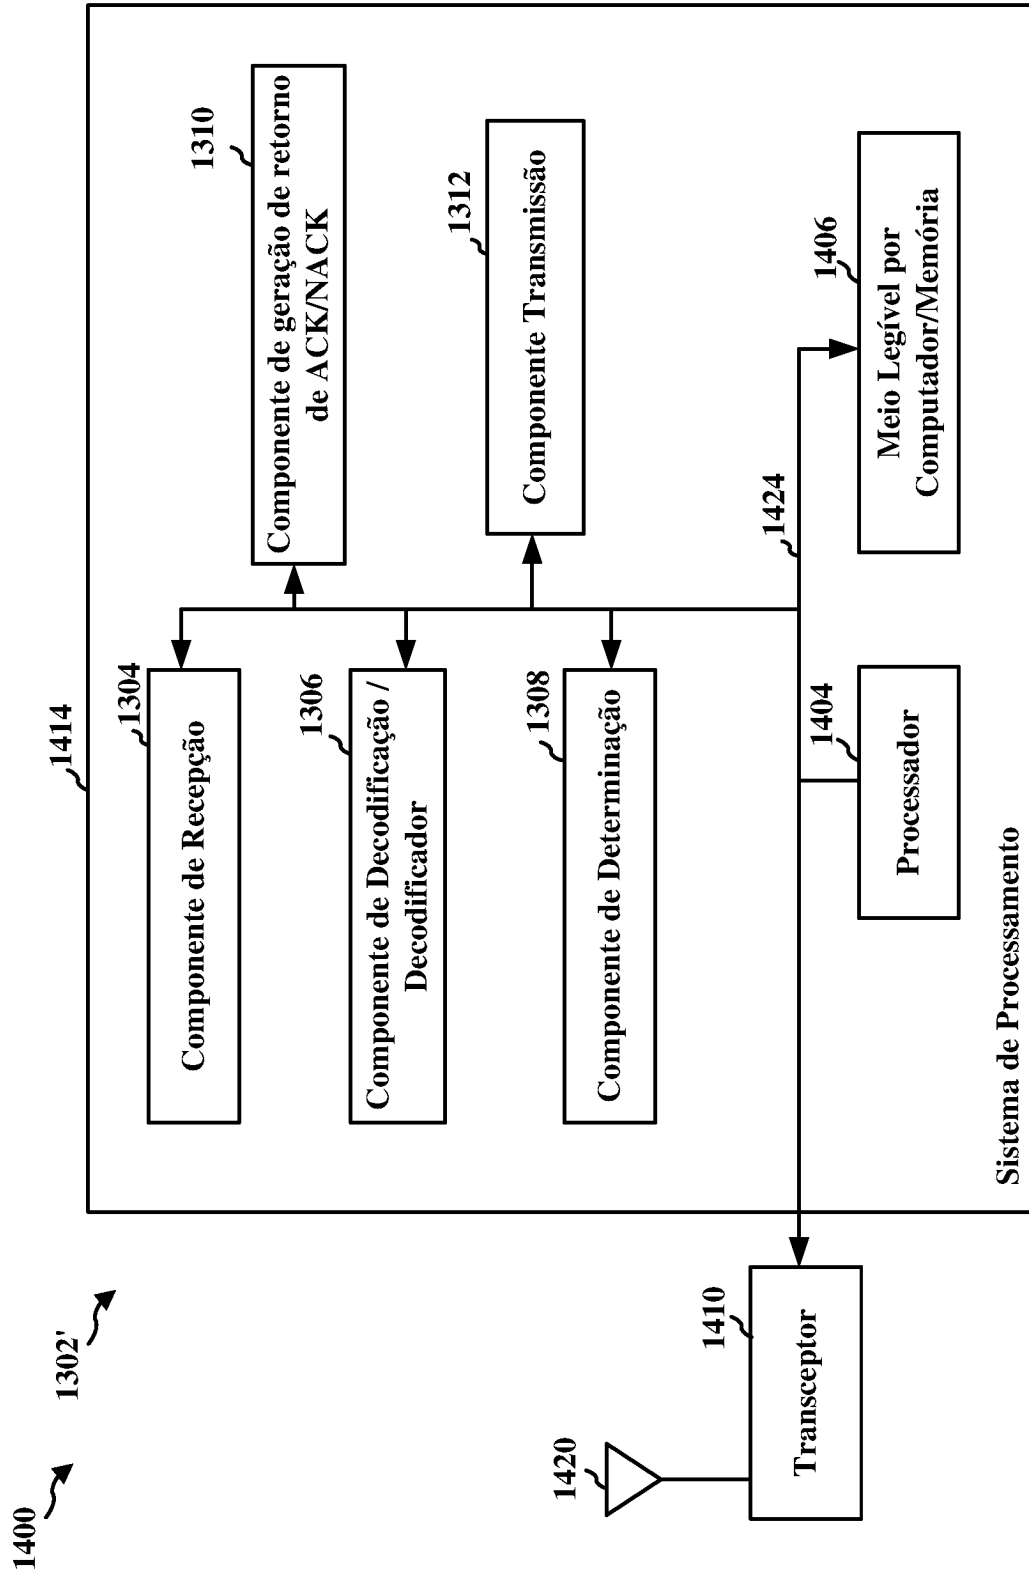 1400
1302'
1414
1304
Componente de Recepção
1306
Componente de Decodificação /
Decodificador
1308
Componente de Determinação
1310
Componente de geração de retorno
de ACK/NACK
1312
Componente Transmissão
1424
1420
1410
Transceptor
1404
Processador
1406
Meio Legível por
Computador/Memória
Sistema de Processamento